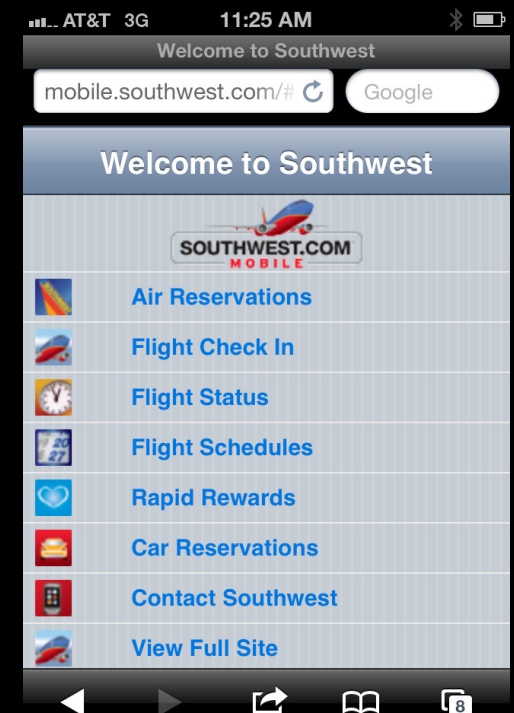 AT&T 3G 11:25 AM
Welcome to Southwest
mobile.southwest.com/# Google
Welcome to Southwest
SOUTHWEST.COM
MOBILE
Air Reservations
Flight Check In
Flight Status
20
27
Flight Schedules
Rapid Rewards
Car Reservations
Contact Southwest
View Full Site
8